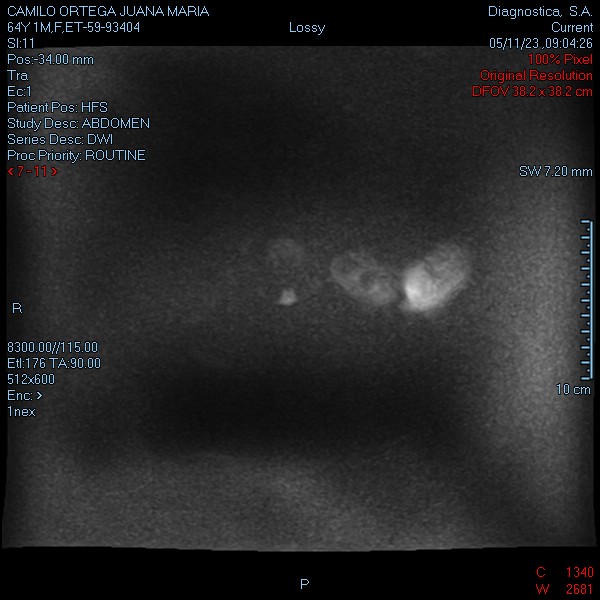 CAMILO ORTEGA JUANA MARIA
64Y 1M,F,ET-59-93404
Sl:11
Pos:-34.00 mm
Tra
Ec:1
Patient Pos: HFS
Study Desc: ABDOMEN
Series Desc: DWI
Proc Priority: ROUTINE
< 7 - 11 >
Lossy
Diagnostica, S.A.
Current
05/11/23 ,09:04:26
100% Pixel
Original Resolution
DFOV 38.2 x 38.2 cm
SW 7.20 mm
R
8300.00//115.00
Etl:176 TA:90.00
512x600
Enc: >
1nex
10 cm
P
C 1340
W 2681